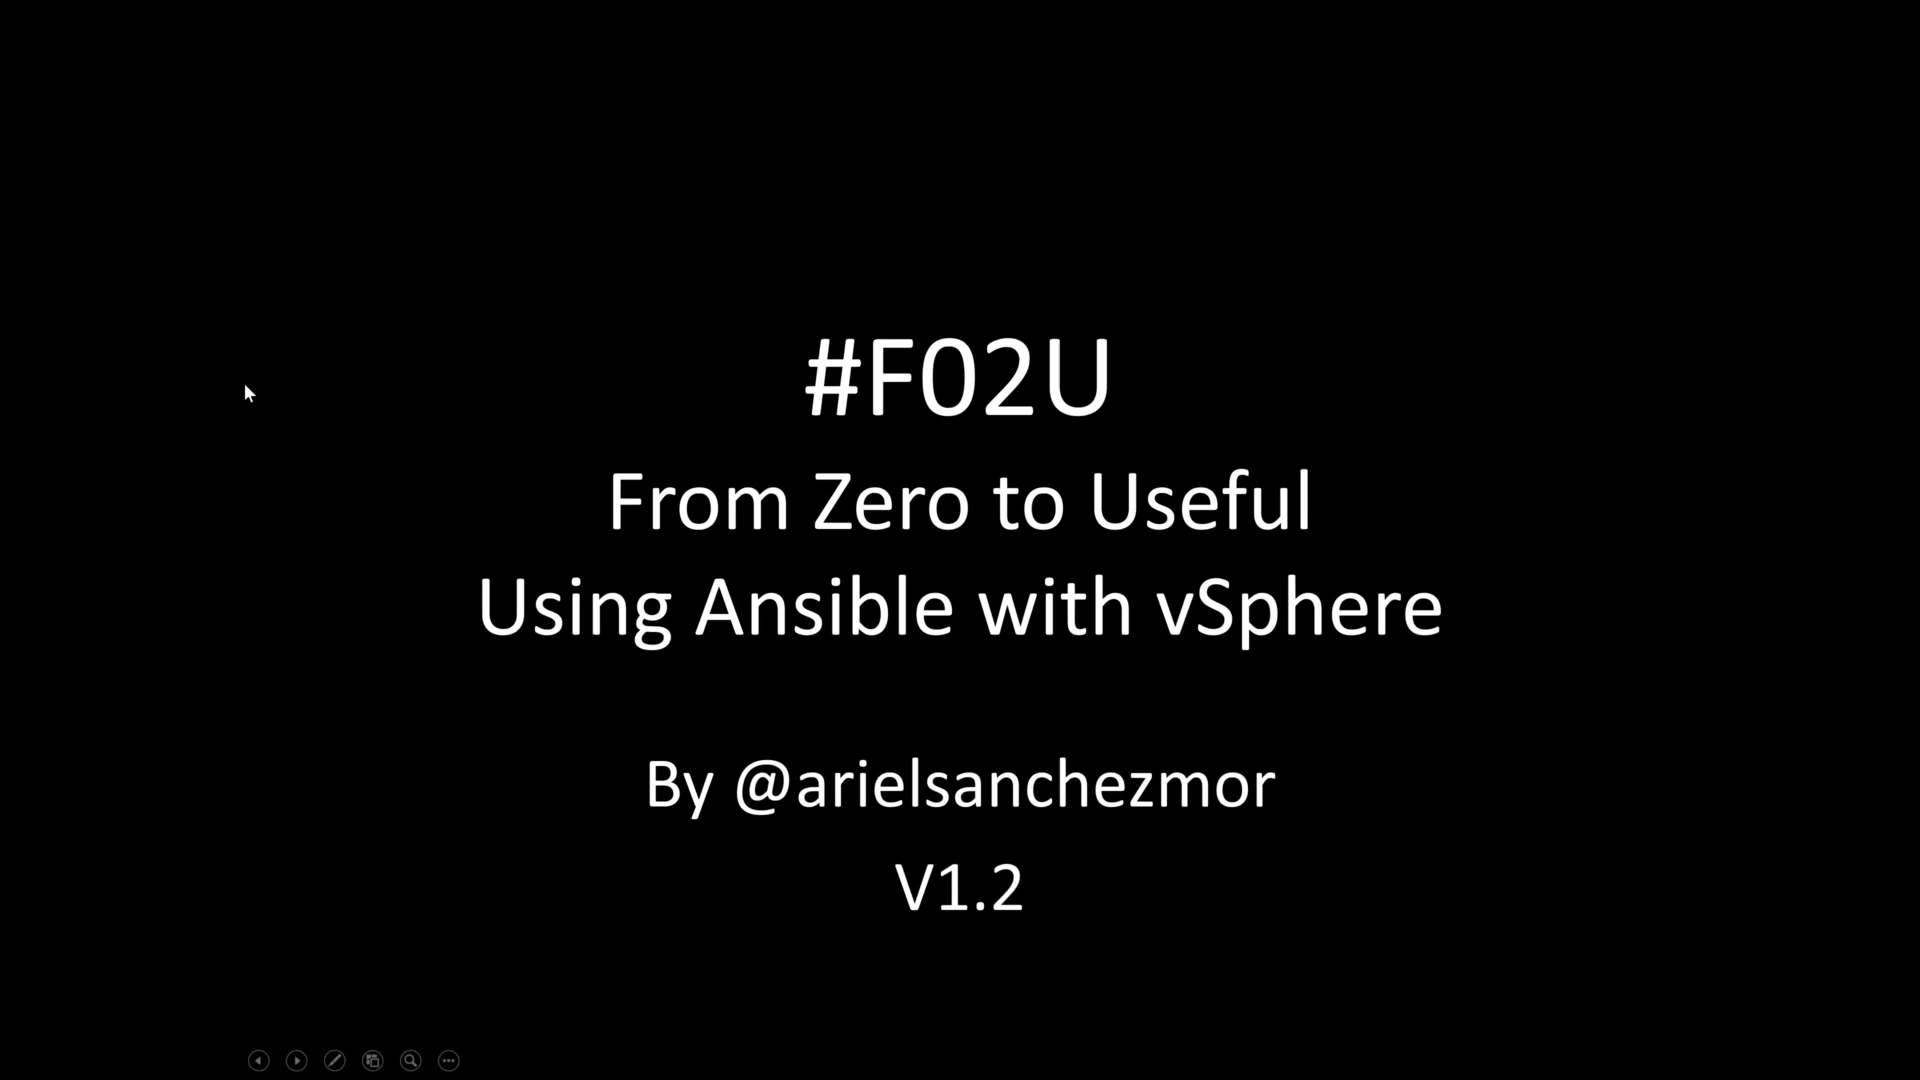 #F02U
From Zero to Useful
Using Ansible with vSphere
By @arielsanchezmor
V1.2